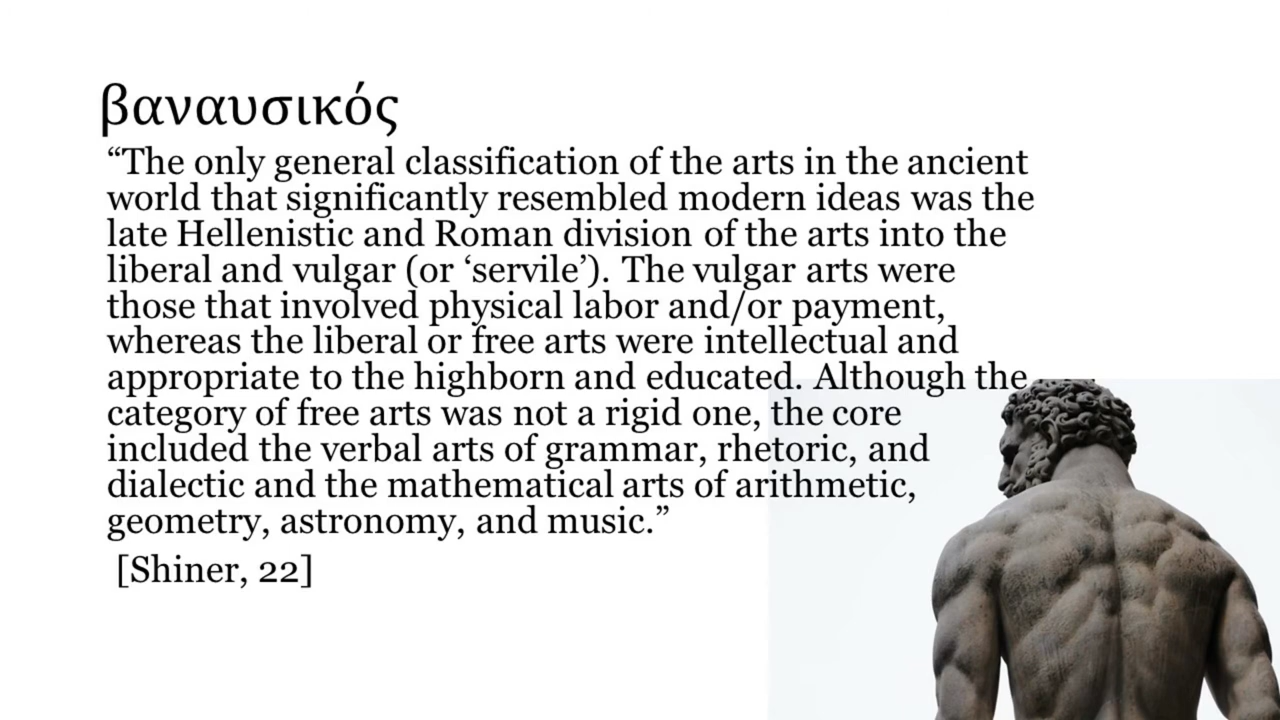 βαναυσικός
“The only general classification of the arts in the ancient
world that significantly resembled modern ideas was the
late Hellenistic and Roman division of the arts into the
liberal and vulgar (or ‘servile’). The vulgar arts were
those that involved physical labor and/or payment,
whereas the liberal or free arts were intellectual and
appropriate to the highborn and educated. Although the
category of free arts was not a rigid one, the core
included the verbal arts of grammar, rhetoric, and
dialectic and the mathematical arts of arithmetic,
geometry, astronomy, and music.”
[Shiner, 22]